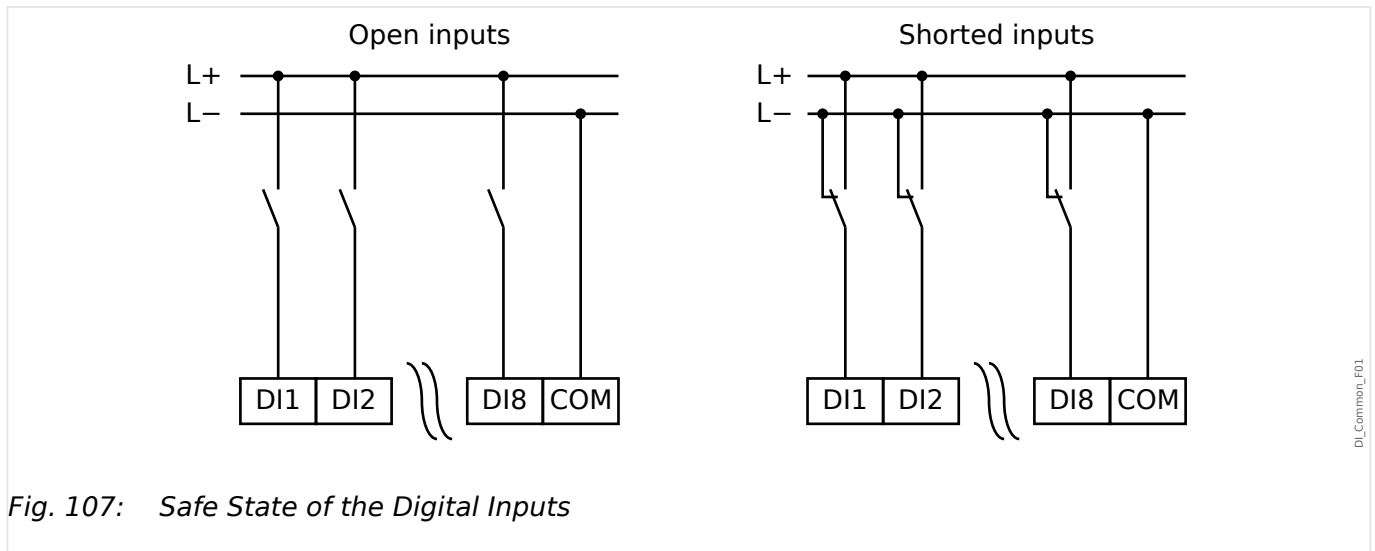 Open inputs
L+
L−
DI1 DI2 DI8 COM
Shorted inputs
L+
L−
DI1 DI2 DI8 COM
DI_Common_F01
Fig. 107: Safe State of the Digital Inputs